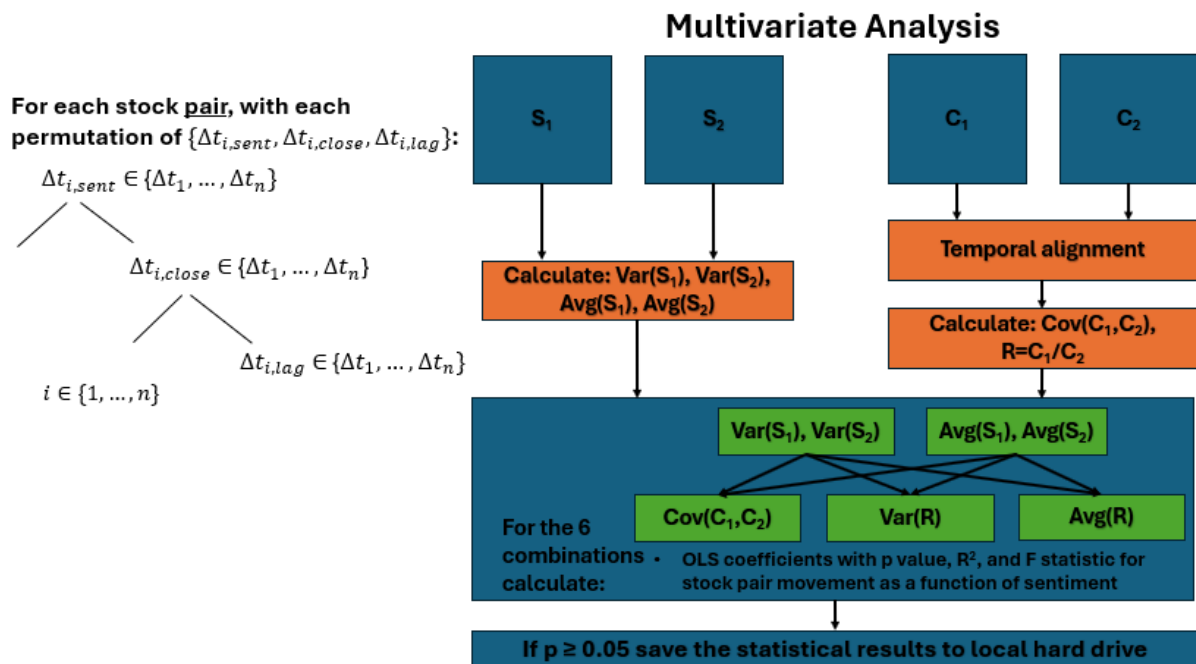 Multivariate Analysis
For each stock pair, with each
permutation of {Δt_{i,sent}, Δt_{i,close}, Δt_{i,lag}}:
Δt_{i,sent} ∈ {Δt₁, …, Δt_n}
Δt_{i,close} ∈ {Δt₁, …, Δt_n}
Δt_{i,lag} ∈ {Δt₁, …, Δt_n}
i ∈ {1, …, n}
S₁
S₂
C₁
C₂
Calculate: Var(S₁), Var(S₂),
Avg(S₁), Avg(S₂)
Temporal alignment
Calculate: Cov(C₁,C₂),
R=C₁/C₂
Var(S₁), Var(S₂)
Avg(S₁), Avg(S₂)
Cov(C₁,C₂)
Var(R)
Avg(R)
For the 6
combinations
calculate:
• OLS coefficients with p value, R², and F statistic for
stock pair movement as a function of sentiment
If p ≥ 0.05 save the statistical results to local hard drive